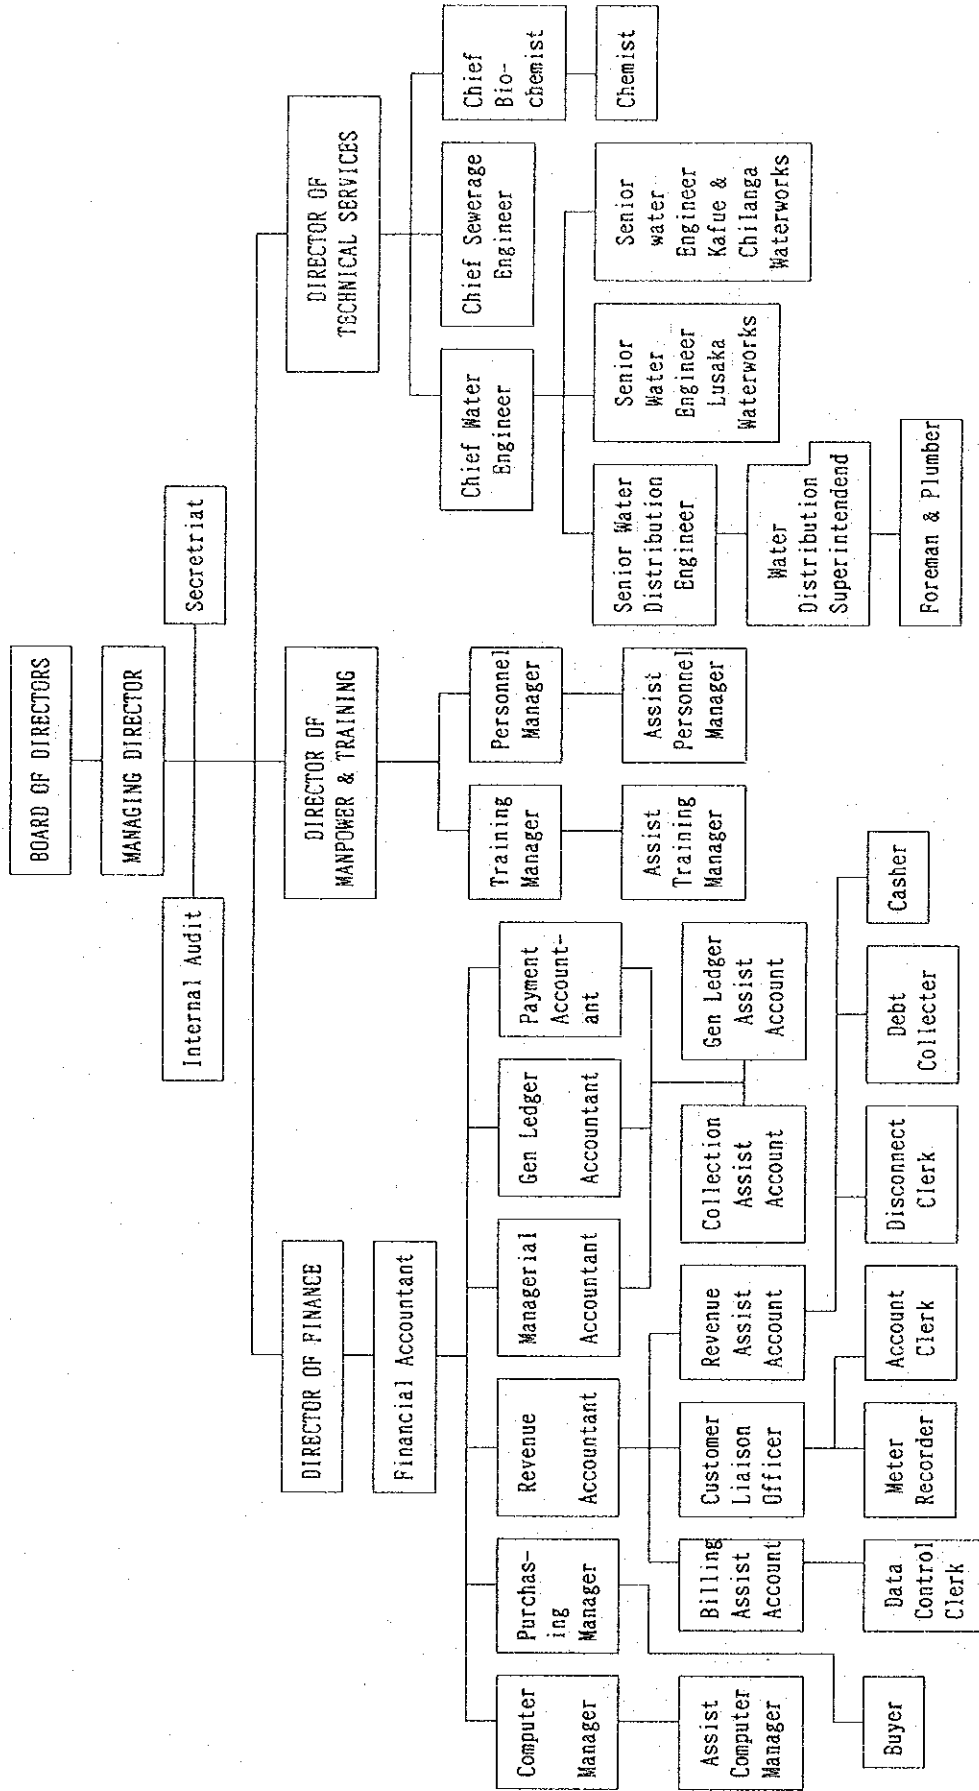 BOARD OF DIRECTORS
MANAGING DIRECTOR
Internal Audit
Secretriat
DIRECTOR OF FINANCE
DIRECTOR OF
MANPOWER & TRAINING
DIRECTOR OF
TECHNICAL SERVICES
Financial Accountant
Computer
Manager
Purchas-
ing
Manager
Revenue
Accountant
Managerial
Accountant
Gen Ledger
Accountant
Payment
Account-
ant
Training
Manager
Personnel
Manager
Chief Water
Engineer
Chief Sewerage
Engineer
Chief
Bio-
chemist
Assist
Computer
Manager
Billing
Assist
Account
Customer
Liaison
Officer
Revenue
Assist
Account
Collection
Assist
Account
Gen Ledger
Assist
Account
Assist
Training
Manager
Assist
Personnel
Manager
Senior Water
Distribution
Engineer
Senior
Water
Engineer
Lusaka
Waterworks
Senior
water
Engineer
Kafue &
Chilanga
Waterworks
Chemist
Water
Distribution
Superintendend
Buyer
Data
Control
Clerk
Meter
Recorder
Account
Clerk
Disconnect
Clerk
Debt
Collecter
Casher
Foreman & Plumber